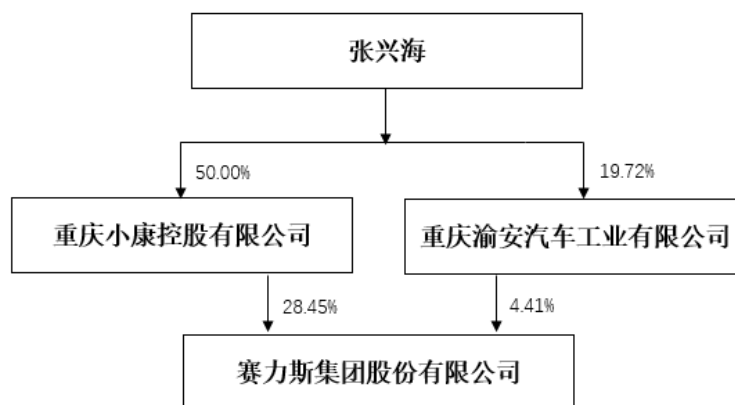 张兴海
50.00%
19.72%
重庆小康控股有限公司
重庆渝安汽车工业有限公司
28.45%
4.41%
赛力斯集团股份有限公司